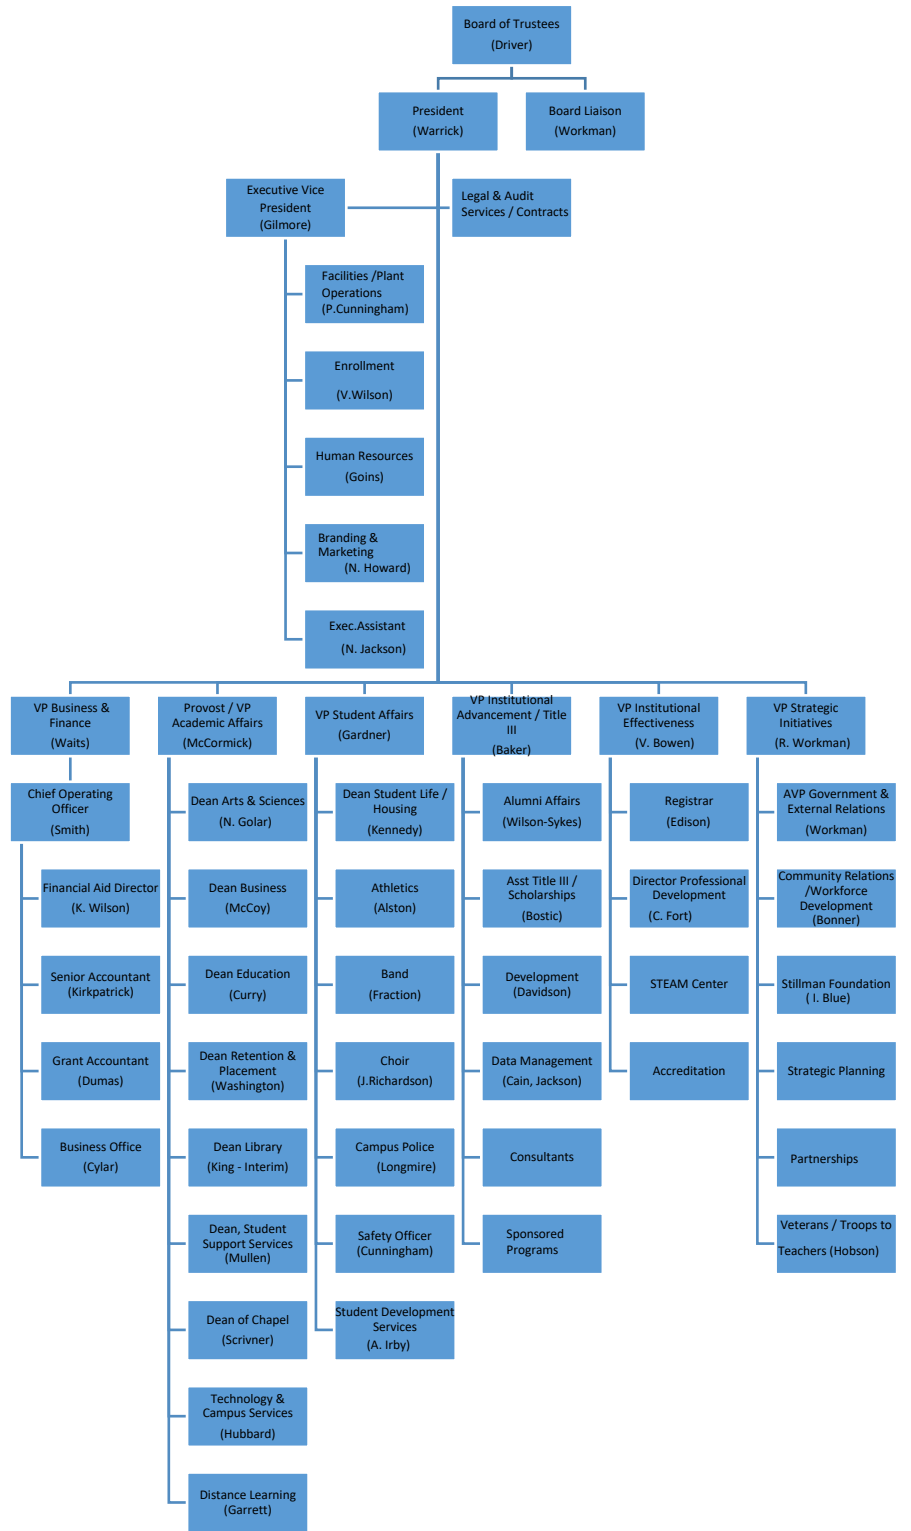 Board of Trustees
(Driver)
President
(Warrick)
Board Liaison
(Workman)
Executive Vice
President
(Gilmore)
Legal & Audit
Services / Contracts
Facilities /Plant
Operations
(P.Cunningham)
Enrollment
(V.Wilson)
Human Resources
(Goins)
Branding &
Marketing
(N. Howard)
Exec.Assistant
(N. Jackson)
VP Business &
Finance
(Waits)
Provost / VP
Academic Affairs
(McCormick)
VP Student Affairs
(Gardner)
VP Institutional
Advancement / Title
III
(Baker)
VP Institutional
Effectiveness
(V. Bowen)
VP Strategic
Initiatives
(R. Workman)
Chief Operating
Officer
(Smith)
Financial Aid Director
(K. Wilson)
Senior Accountant
(Kirkpatrick)
Grant Accountant
(Dumas)
Business Office
(Cylar)
Dean Arts & Sciences
(N. Golar)
Dean Business
(McCoy)
Dean Education
(Curry)
Dean Retention &
Placement
(Washington)
Dean Library
(King - Interim)
Dean, Student
Support Services
(Mullen)
Dean of Chapel
(Scrivner)
Technology &
Campus Services
(Hubbard)
Distance Learning
(Garrett)
Dean Student Life /
Housing
(Kennedy)
Athletics
(Alston)
Band
(Fraction)
Choir
(J.Richardson)
Campus Police
(Longmire)
Safety Officer
(Cunningham)
Student Development
Services
(A. Irby)
Alumni Affairs
(Wilson-Sykes)
Asst Title III /
Scholarships
(Bostic)
Development
(Davidson)
Data Management
(Cain, Jackson)
Consultants
Sponsored
Programs
Registrar
(Edison)
Director Professional
Development
(C. Fort)
STEAM Center
Accreditation
AVP Government &
External Relations
(Workman)
Community Relations
/Workforce
Development
(Bonner)
Stillman Foundation
( I. Blue)
Strategic Planning
Partnerships
Veterans / Troops to
Teachers (Hobson)